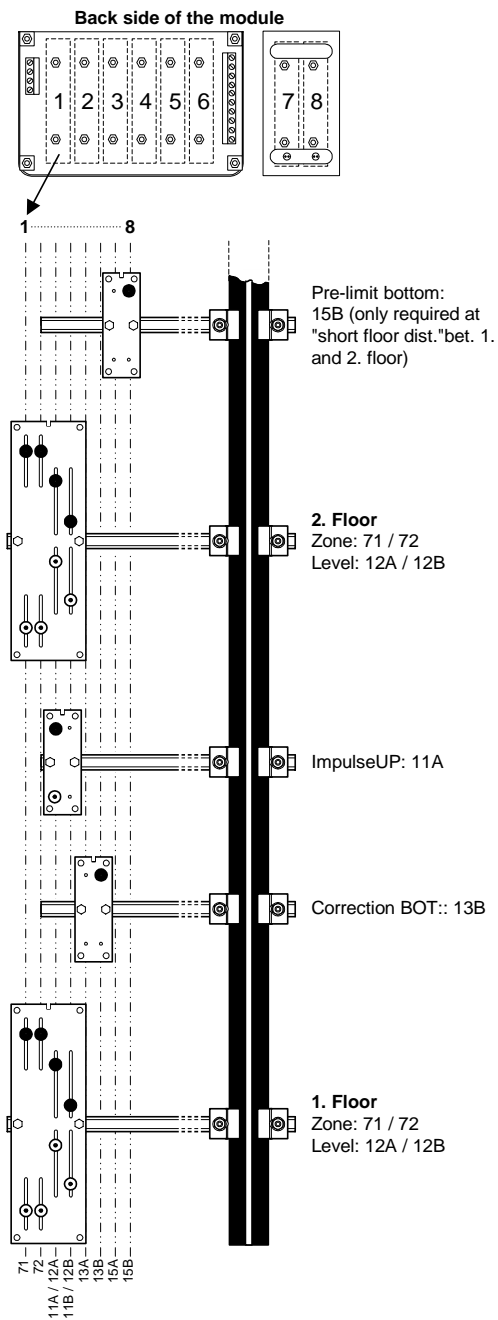 Back side of the module
1 2 3 4 5 6
7 8
1 8
Pre-limit bottom:
15B (only required at
"short floor dist."bet. 1.
and 2. floor)
2. Floor
Zone: 71 / 72
Level: 12A / 12B
ImpulseUP: 11A
Correction BOT:: 13B
1. Floor
Zone: 71 / 72
Level: 12A / 12B
71
72
11A / 12A
11B / 12B
13A
13B
15A
15B